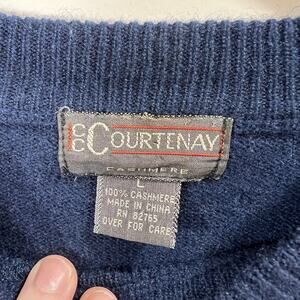 CC COURTENAY
CASHMERE
L
100% CASHMERE
MADE IN CHINA
RN 82765
OVER FOR CARE